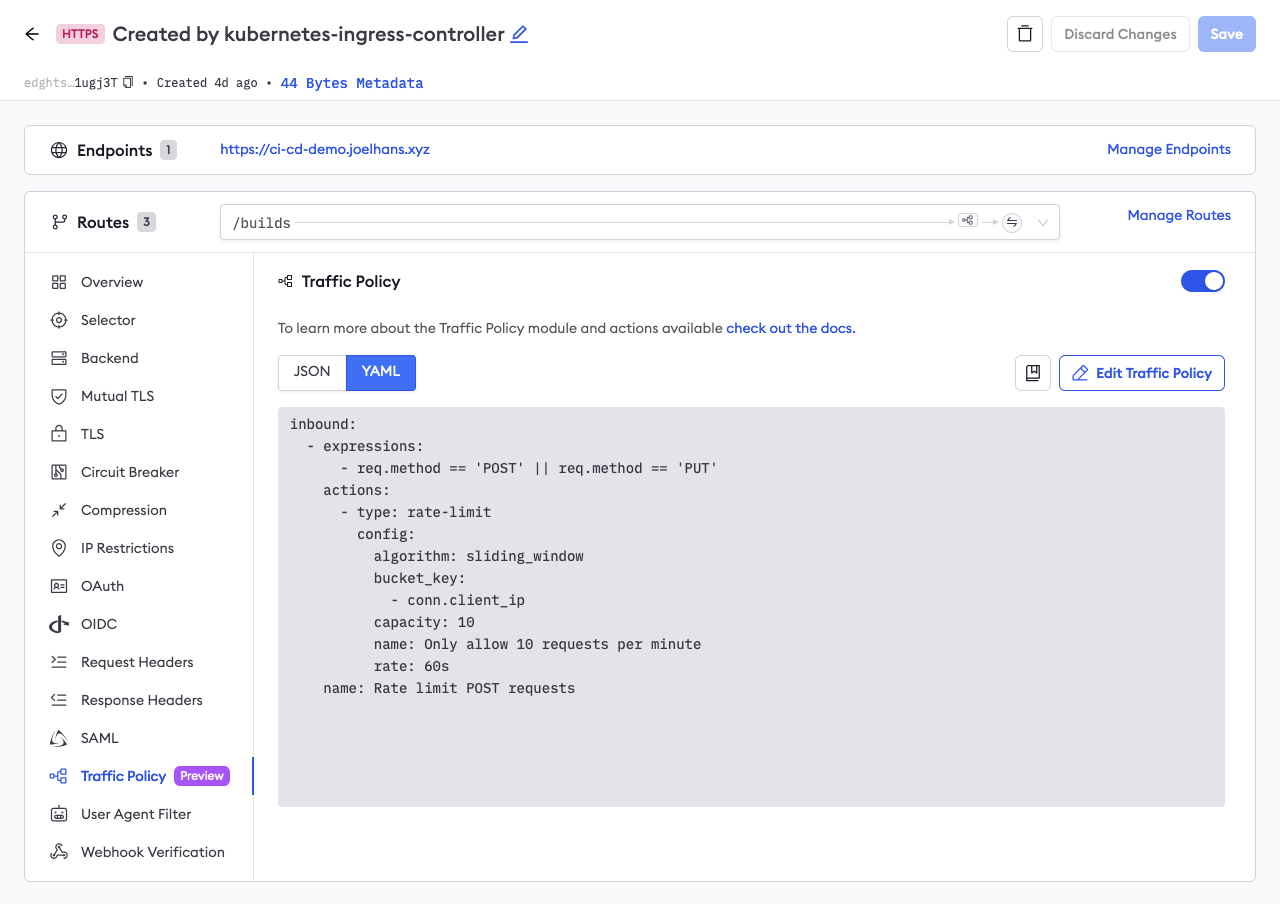 HTTPS Created by kubernetes-ingress-controller Discard Changes Save
edghts…1ugj3T • Created 4d ago • 44 Bytes Metadata
Endpoints 1 https://ci-cd-demo.joelhans.xyz Manage Endpoints
Routes 3 /builds Manage Routes
Overview
Selector
Backend
Mutual TLS
TLS
Circuit Breaker
Compression
IP Restrictions
OAuth
OIDC
Request Headers
Response Headers
SAML
Traffic Policy Preview
User Agent Filter
Webhook Verification
Traffic Policy
To learn more about the Traffic Policy module and actions available check out the docs.
JSON YAML Edit Traffic Policy
inbound:
  - expressions:
      - req.method == 'POST' || req.method == 'PUT'
    actions:
      - type: rate-limit
        config:
          algorithm: sliding_window
          bucket_key:
            - conn.client_ip
          capacity: 10
          name: Only allow 10 requests per minute
          rate: 60s
    name: Rate limit POST requests